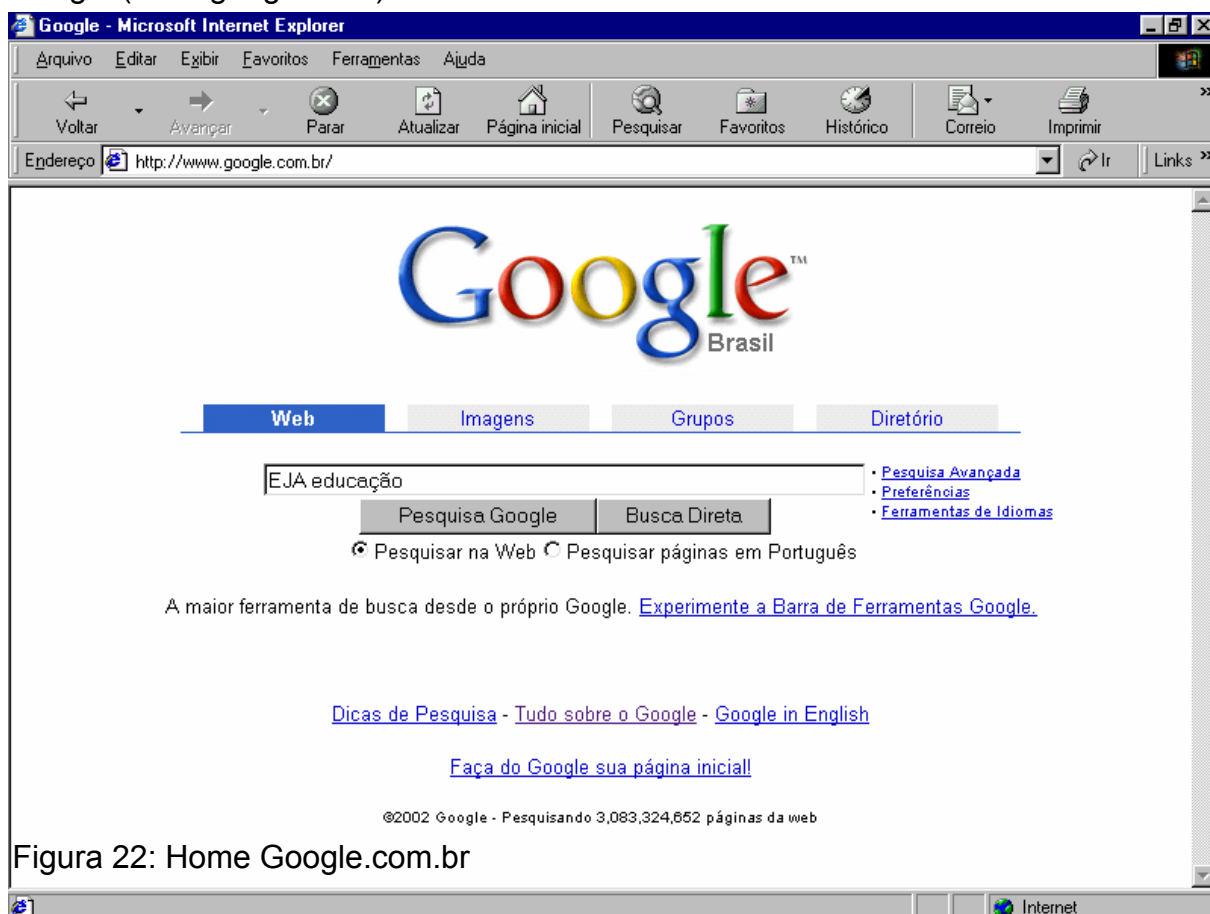 Google - Microsoft Internet Explorer
Arquivo Editar Exibir Favoritos Ferramentas Ajuda
Voltar Avançar Parar Atualizar Página inicial Pesquisar Favoritos Histórico Correio Imprimir
Endereço http://www.google.com.br/ Ir Links »
Google™
Brasil
Web Imagens Grupos Diretório
EJA educação
• Pesquisa Avançada
• Preferências
• Ferramentas de Idiomas
Pesquisa Google Busca Direta
Pesquisar na Web Pesquisar páginas em Português
A maior ferramenta de busca desde o próprio Google. Experimente a Barra de Ferramentas Google.
Dicas de Pesquisa - Tudo sobre o Google - Google in English
Faça do Google sua página inicial!
©2002 Google - Pesquisando 3,083,324,652 páginas da web
Figura 22: Home Google.com.br
Internet